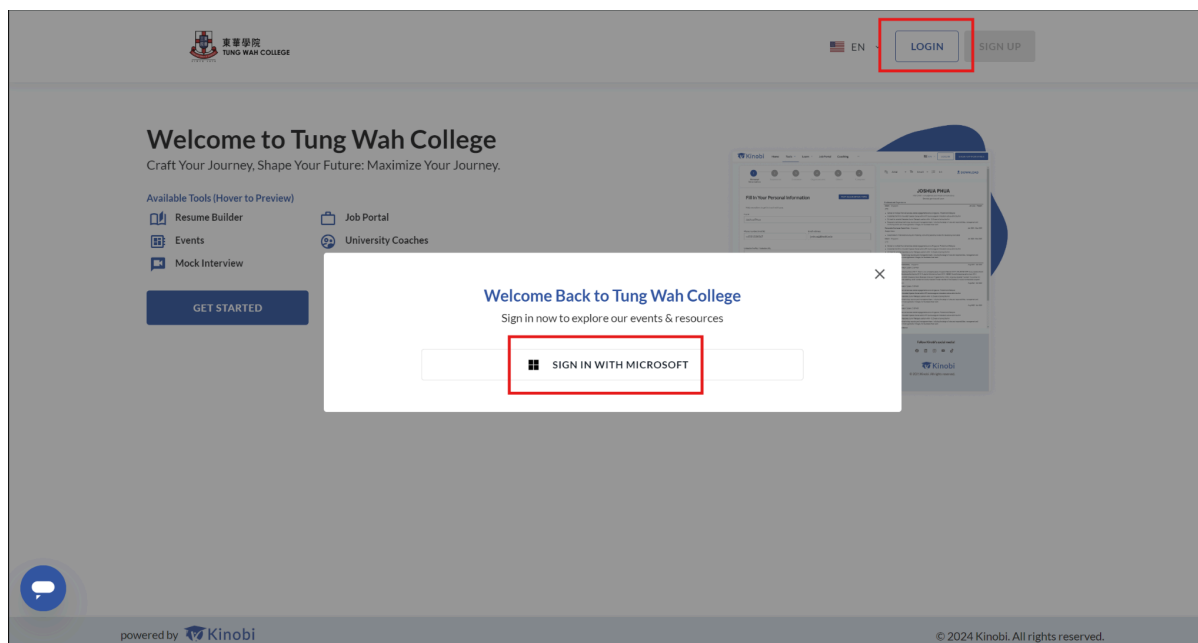 東華學院
TUNG WAH COLLEGE
EN
LOGIN
SIGN UP
Welcome to Tung Wah College
Craft Your Journey, Shape Your Future: Maximize Your Journey.
Available Tools (Hover to Preview)
Resume Builder
Job Portal
Events
University Coaches
Mock Interview
GET STARTED
Kinobi
Fill in Your Personal Information
JOSHUA PHUA
Welcome Back to Tung Wah College
Sign in now to explore our events & resources
SIGN IN WITH MICROSOFT
Kinobi
powered by Kinobi
© 2024 Kinobi. All rights reserved.